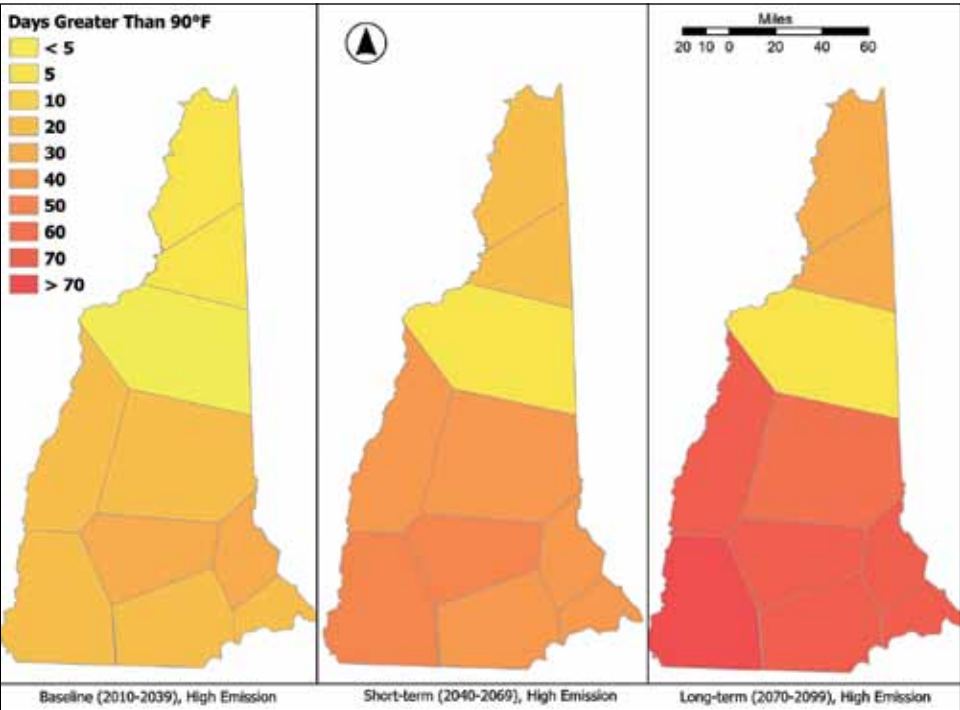 Days Greater Than 90°F
< 5
5
10
20
30
40
50
60
70
> 70
Miles
20 10 0 20 40 60
Baseline (2010-2039), High Emission
Short-term (2040-2069), High Emission
Long-term (2070-2099), High Emission